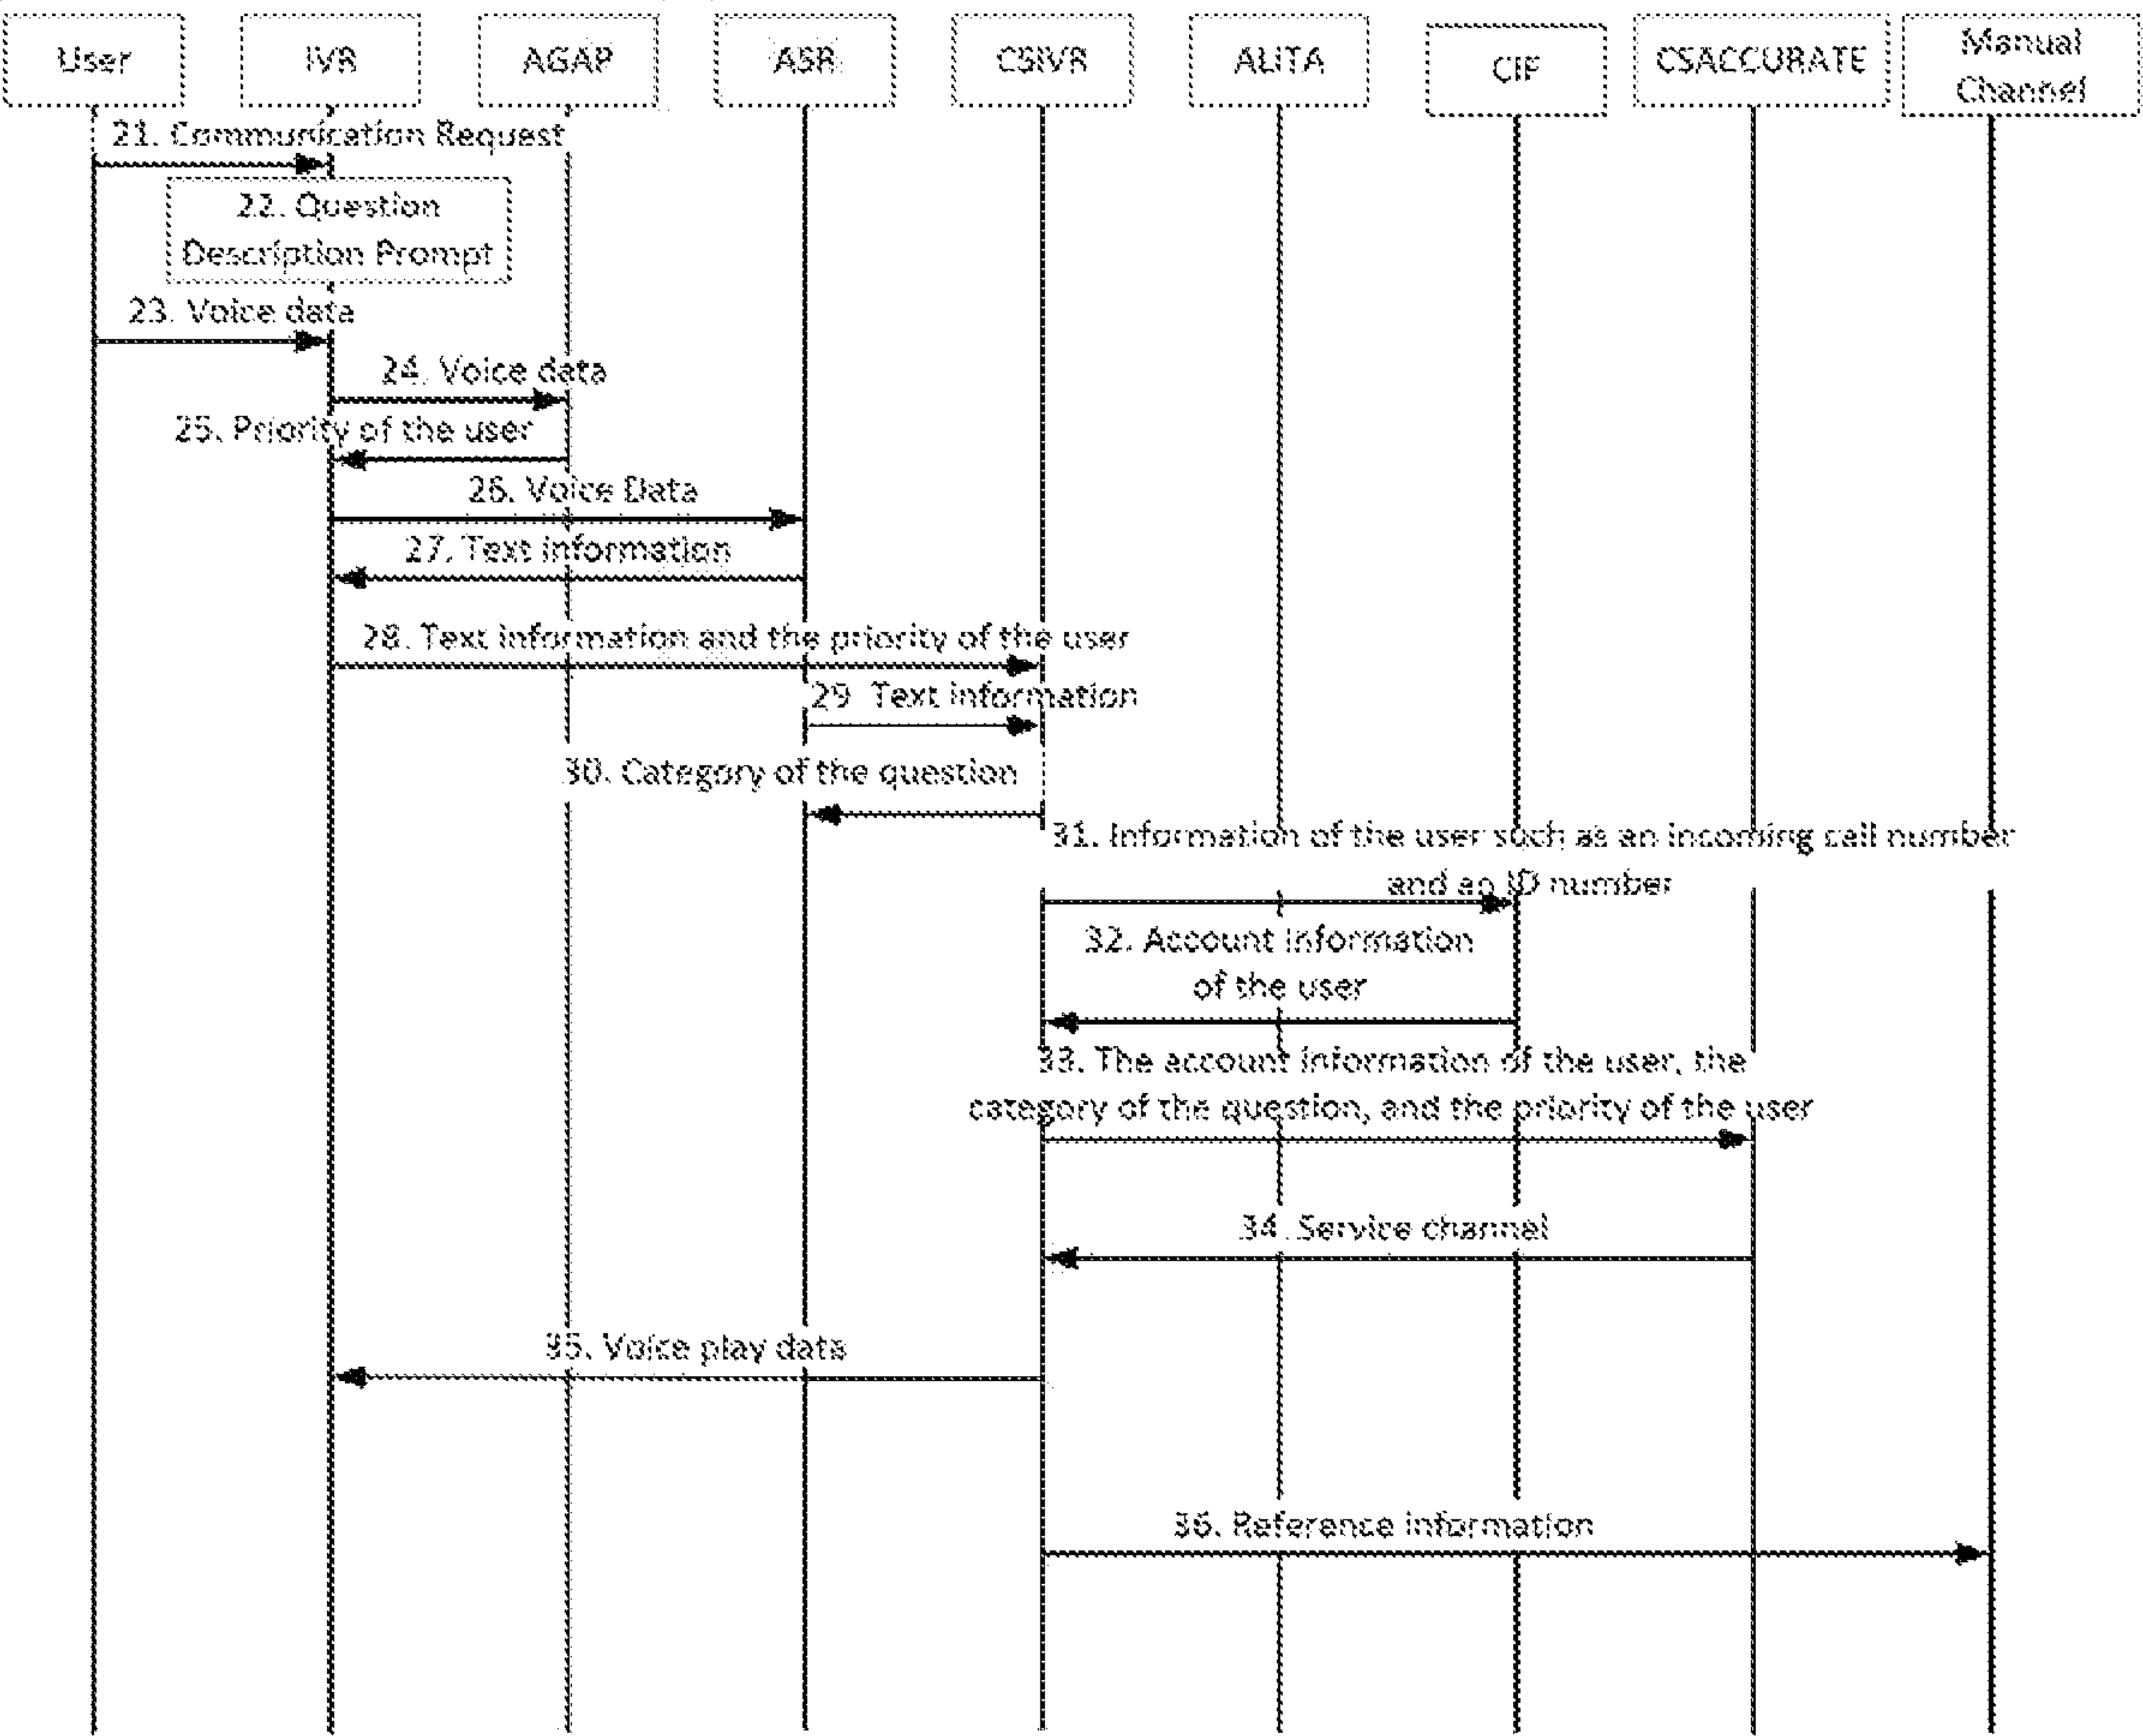 User
IVR
AGAP
ASR
CSIVR
ALITA
CIF
CSACCURATE
Manual
Channel
21. Communication Request
22. Question
Description Prompt
23. Voice data
24. Voice data
25. Priority of the user
26. Voice Data
27. Text information
28. Text information and the priority of the user
29 Text information
30. Category of the question
31. Information of the user such as an incoming call number
and an ID number
32. Account information
of the user
33. The account information of the user, the
category of the question, and the priority of the user
34. Service channel
35. Voice play data
36. Reference information